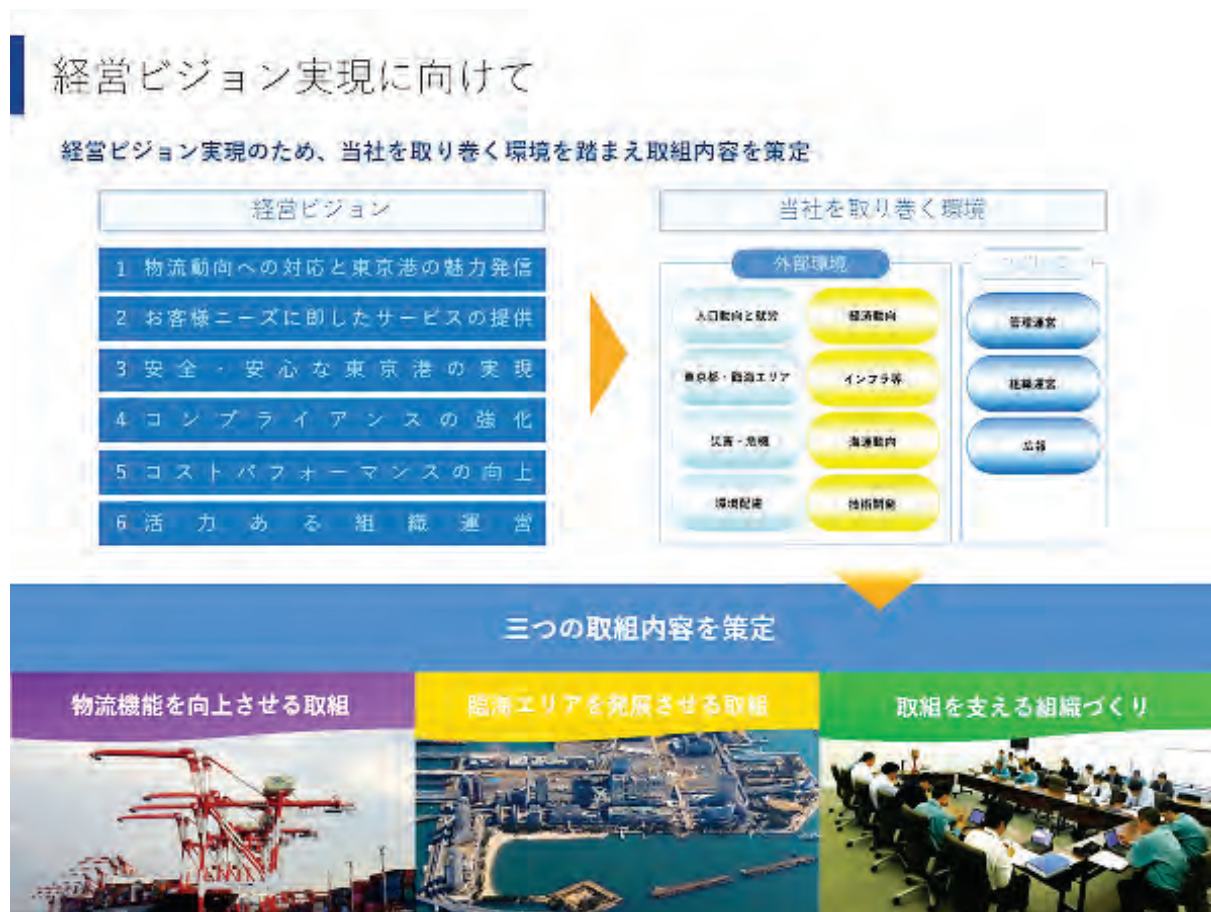 経営ビジョン実現に向けて
経営ビジョン実現のため、当社を取り巻く環境を踏まえ取組内容を策定
経営ビジョン
1 物流動向への対応と東京港の魅力発信
2 お客様ニーズに即したサービスの提供
3 安全・安心な東京港の実現
4 コンプライアンスの強化
5 コストパフォーマンスの向上
6 活力ある組織運営
当社を取り巻く環境
外部環境
人口動向と就労
経済動向
東京都・臨海エリア
インフラ等
災害・危機
海運動向
環境配慮
技術開発
管理運営
組織運営
広報
三つの取組内容を策定
物流機能を向上させる取組
臨海エリアを発展させる取組
取組を支える組織づくり